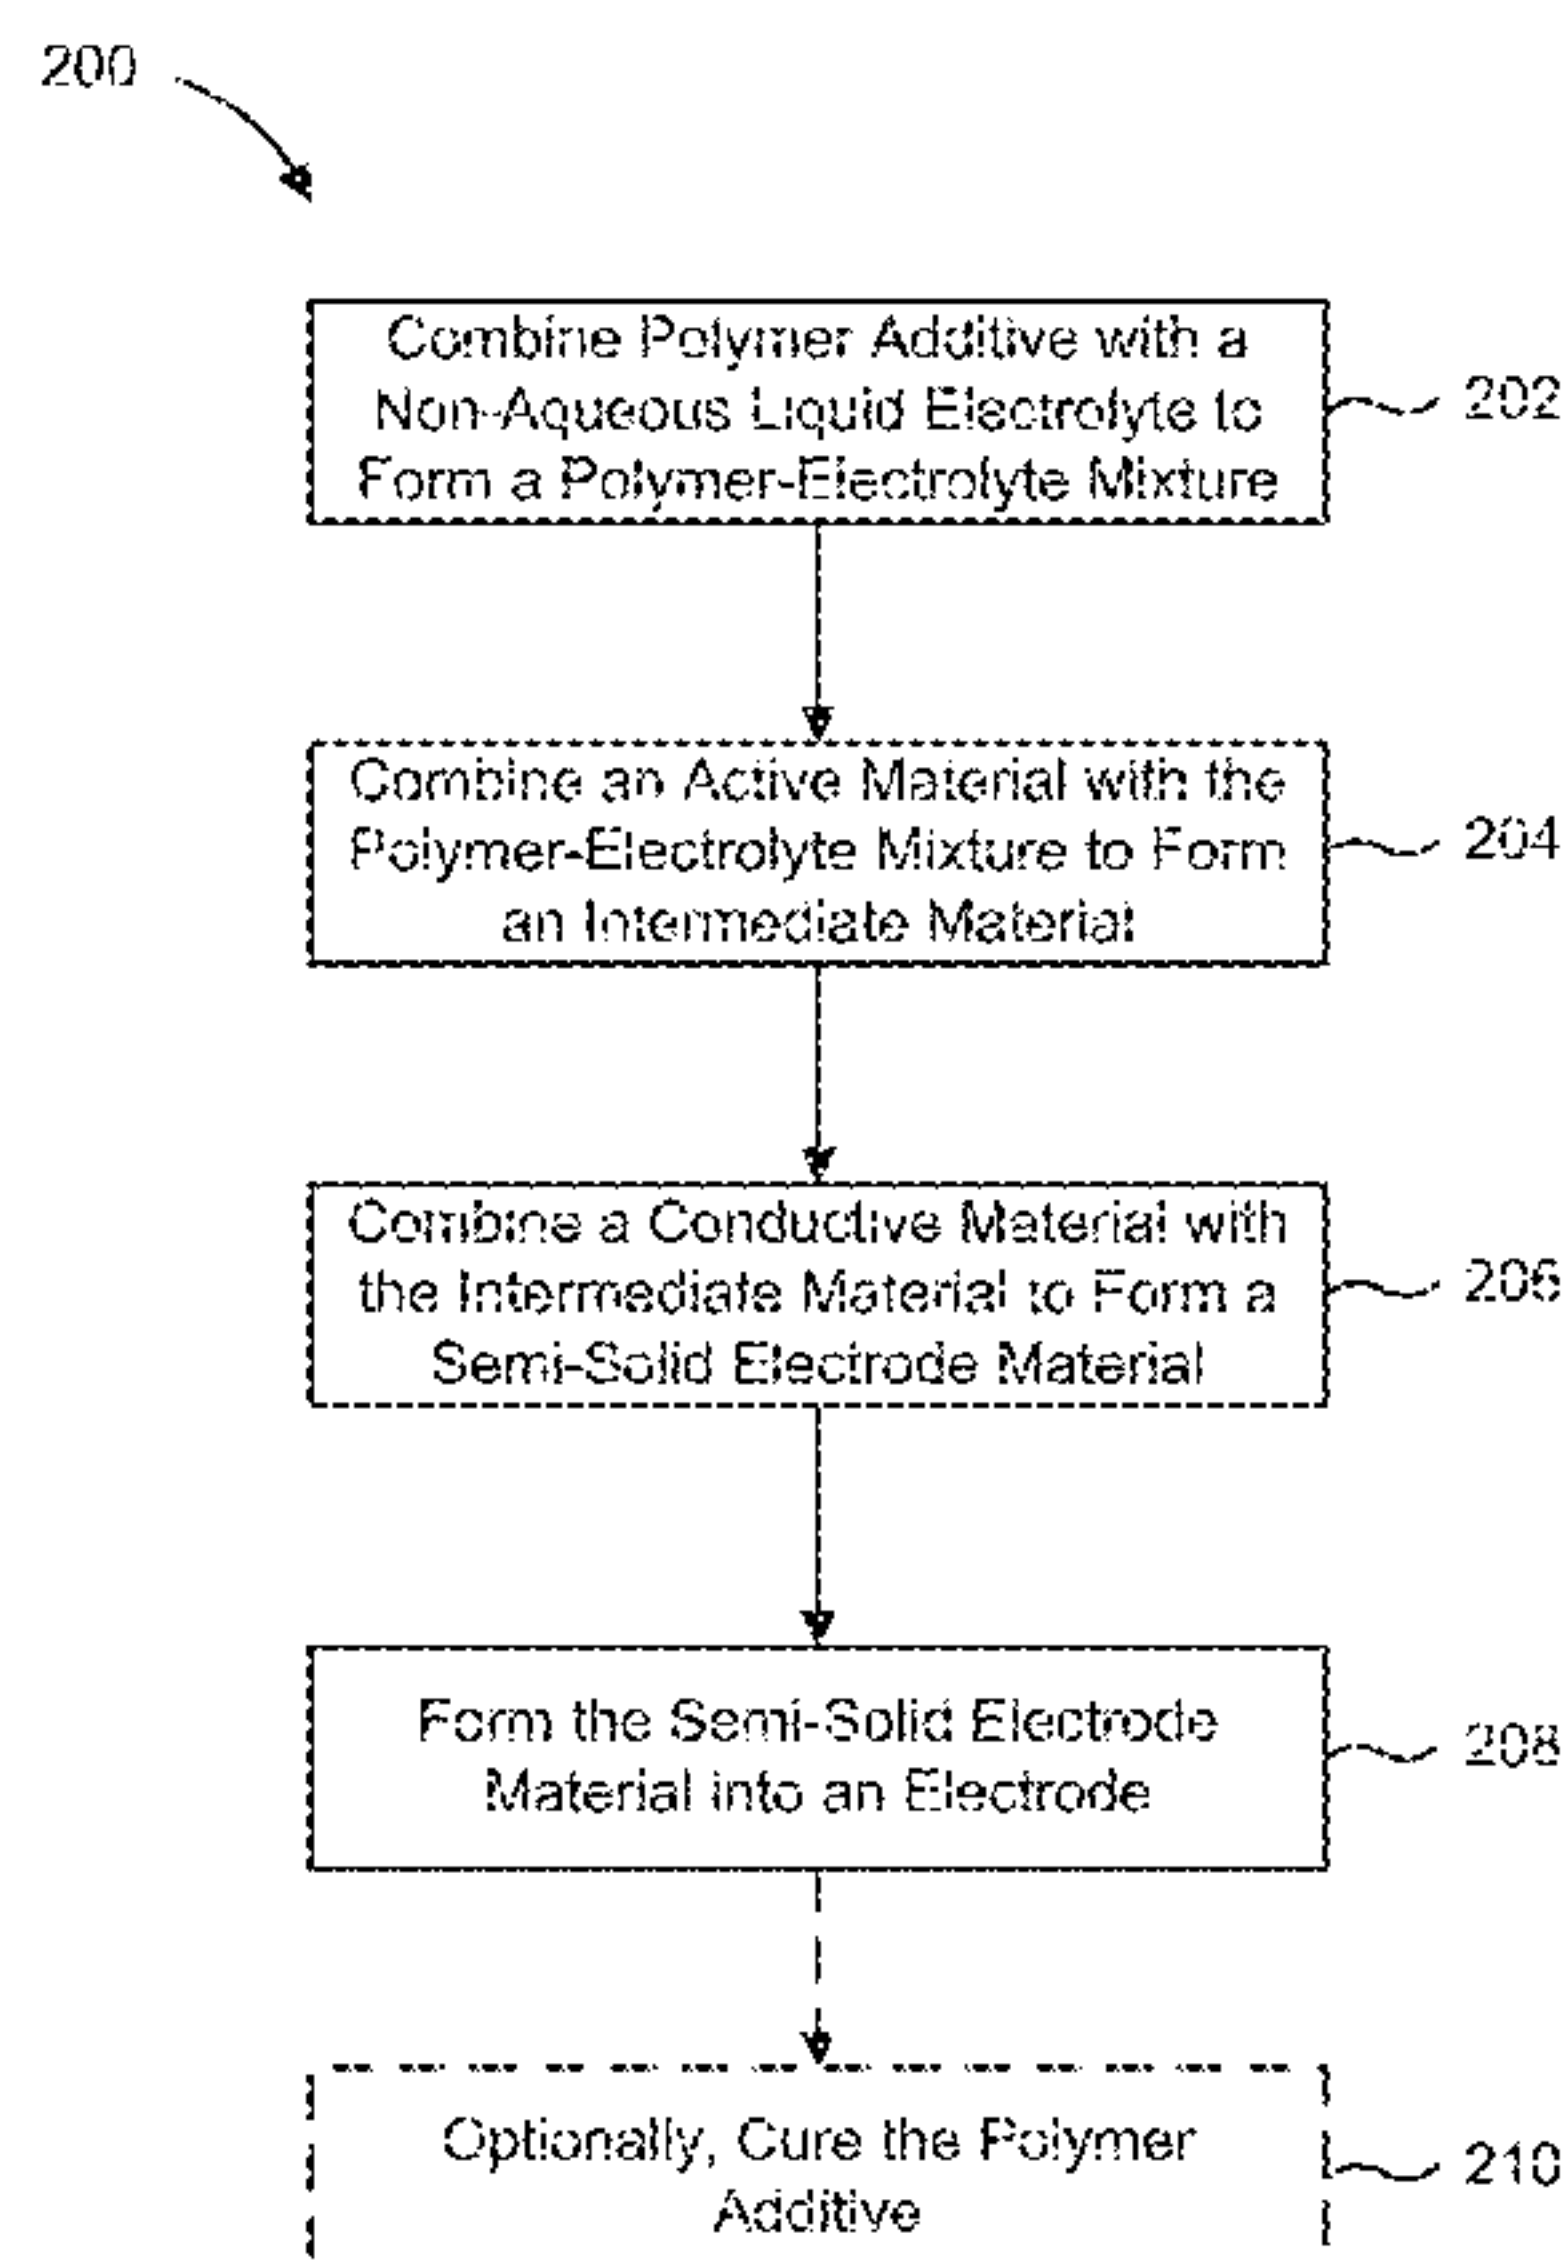 200
Combine Polymer Additive with a
Non-Aqueous Liquid Electrolyte to
Form a Polymer-Electrolyte Mixture
202
Combine an Active Material with the
Polymer-Electrolyte Mixture to Form
an Intermediate Material
204
Combine a Conductive Material with
the Intermediate Material to Form a
Semi-Solid Electrode Material
206
Form the Semi-Solid Electrode
Material into an Electrode
208
Optionally, Cure the Polymer
Additive
210